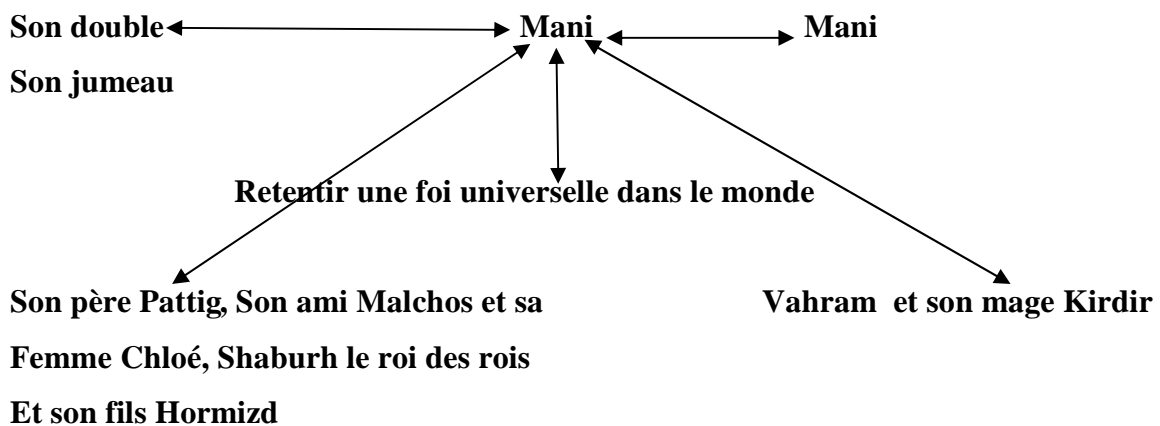 Son double Mani Mani
Son jumeau
Retentir une foi universelle dans le monde
Son père Pattig, Son ami Malchos et sa Vahram et son mage Kirdir
Femme Chloé, Shaburh le roi des rois
Et son fils Hormizd